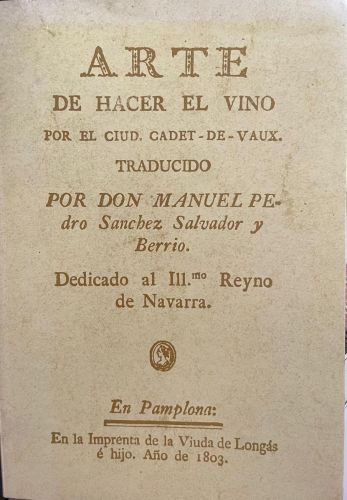 ARTE
DE HACER EL VINO
POR EL CIUD. CADET-DE-VAUX.
TRADUCIDO
POR DON MANUEL PE-
dro Sanchez Salvador y
Berrio.
Dedicado al Ill.mo Reyno
de Navarra.
En Pamplona:
En la Imprenta de la Viuda de Longás
é hijo. Año de 1803.